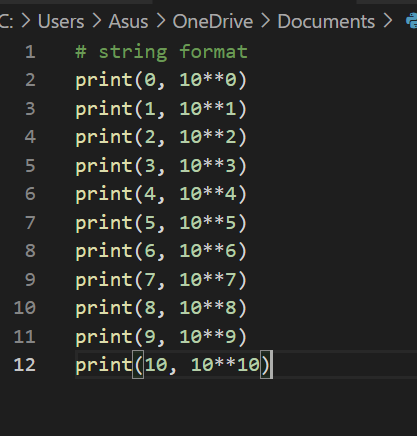 C: > Users > Asus > OneDrive > Documents >
1 # string format
2 print(0, 10**0)
3 print(1, 10**1)
4 print(2, 10**2)
5 print(3, 10**3)
6 print(4, 10**4)
7 print(5, 10**5)
8 print(6, 10**6)
9 print(7, 10**7)
10 print(8, 10**8)
11 print(9, 10**9)
12 print(10, 10**10)